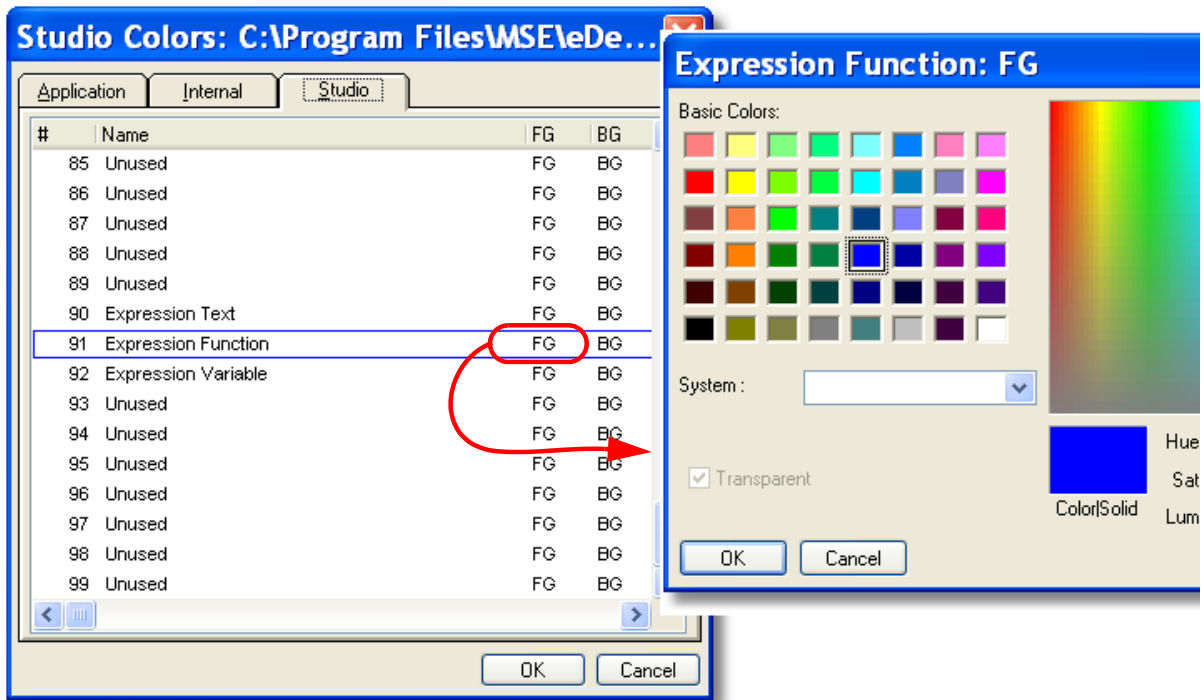 Studio Colors: C:\Program Files\MSE\eDe...
Application Internal Studio
# Name FG BG
85 Unused FG BG
86 Unused FG BG
87 Unused FG BG
88 Unused FG BG
89 Unused FG BG
90 Expression Text FG BG
91 Expression Function FG BG
92 Expression Variable FG BG
93 Unused FG BG
94 Unused FG BG
95 Unused FG BG
96 Unused FG BG
97 Unused FG BG
98 Unused FG BG
99 Unused FG BG
OK Cancel
Expression Function: FG
Basic Colors:
System :
Transparent
Color|Solid
Hue
Sat
Lum
OK Cancel